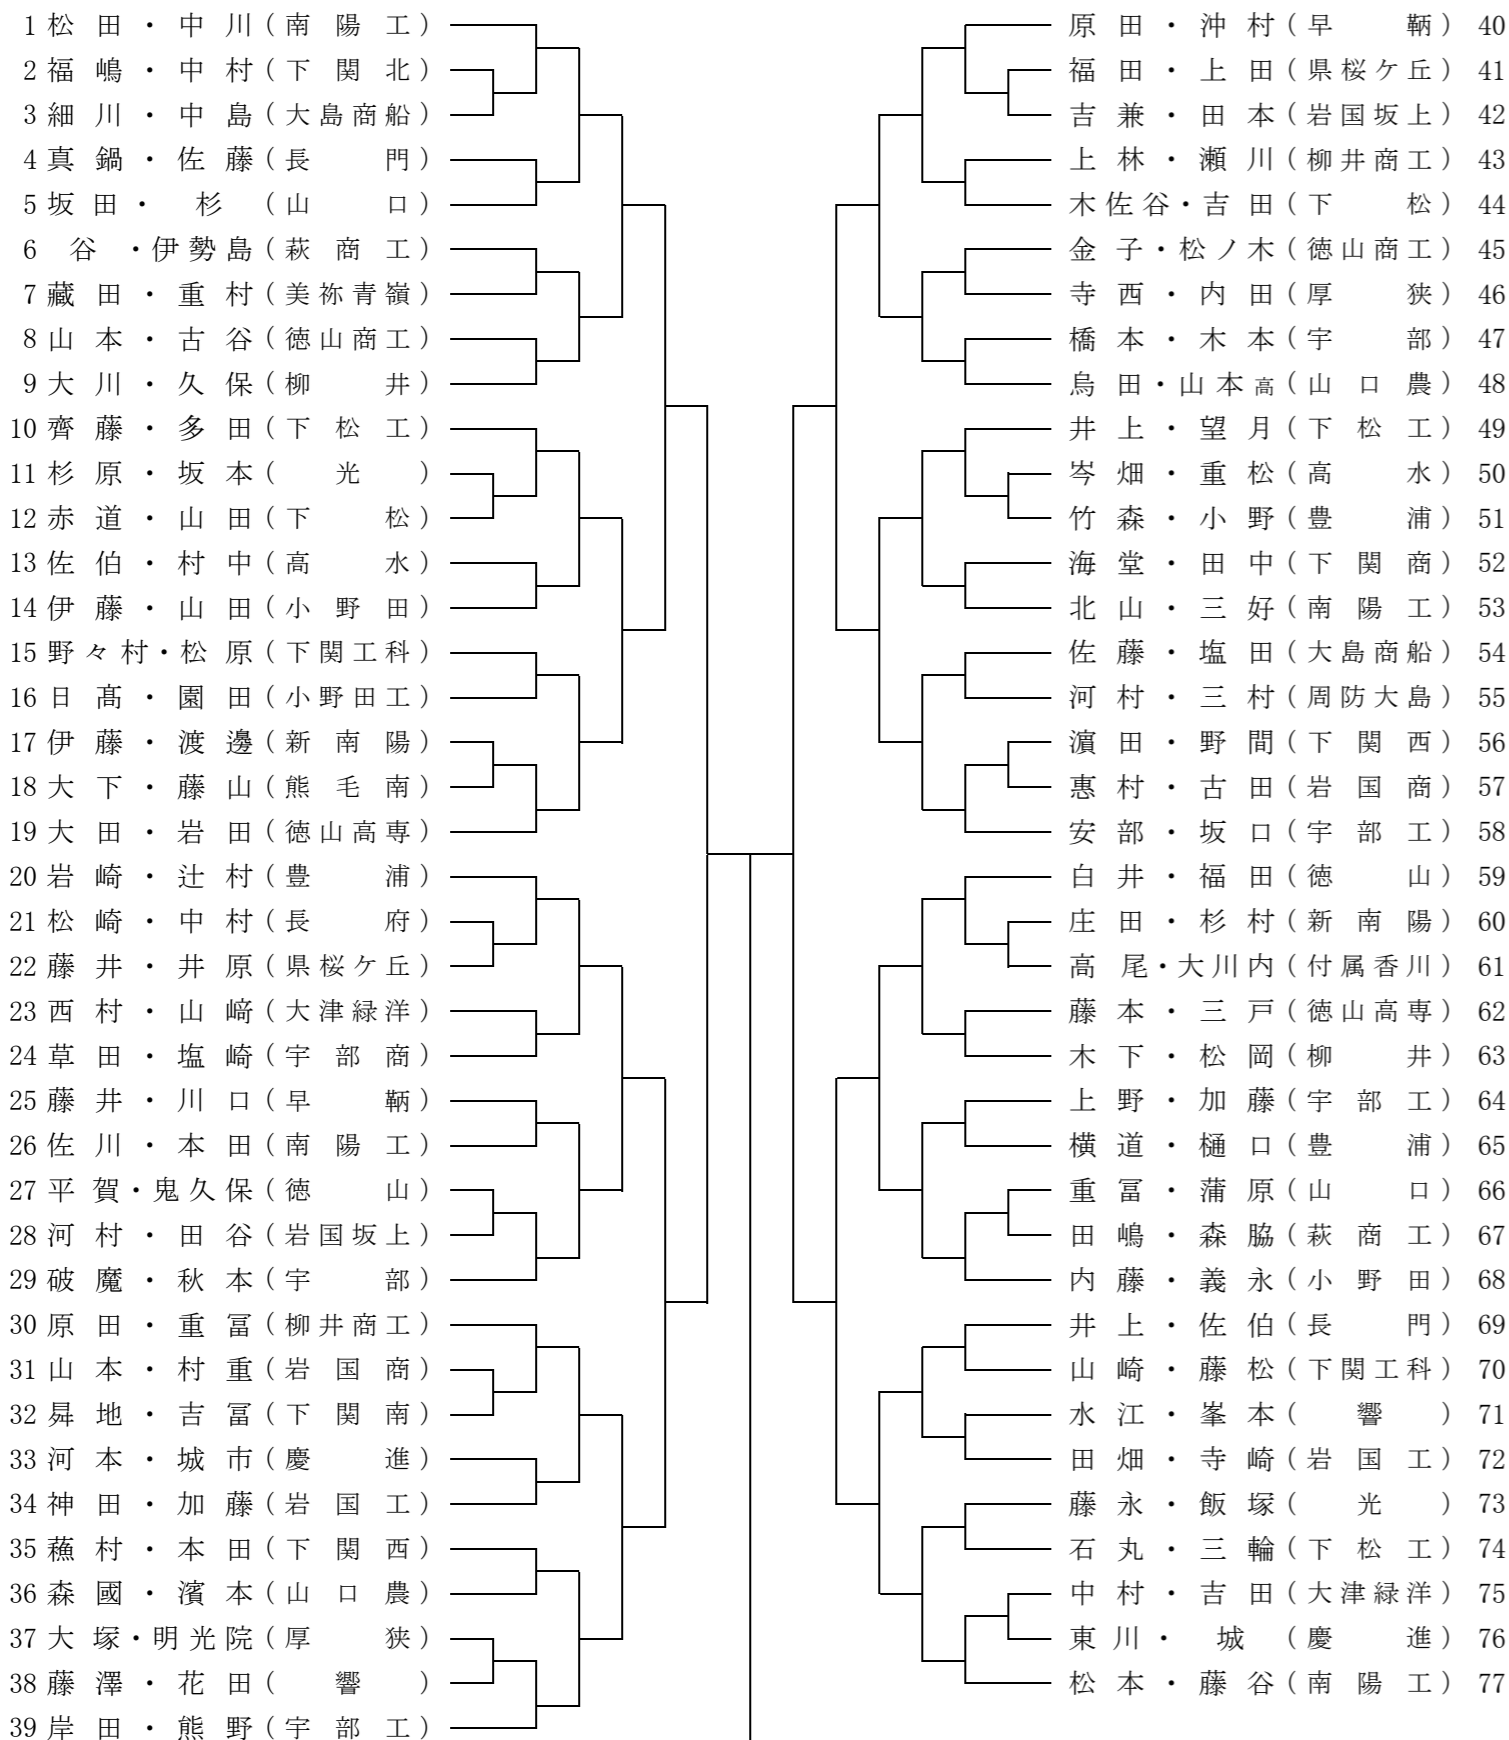 1 松田・中川（南陽工）
2 福嶋・中村（下関北）
3 細川・中島（大島商船）
4 真鍋・佐藤（長門）
5 坂田・杉（山口）
6 谷・伊勢島（萩商工）
7 藏田・重村（美祢青嶺）
8 山本・古谷（徳山商工）
9 大川・久保（柳井）
10 齊藤・多田（下松工）
11 杉原・坂本（光）
12 赤道・山田（下松）
13 佐伯・村中（高水）
14 伊藤・山田（小野田）
15 野々村・松原（下関工科）
16 日髙・園田（小野田工）
17 伊藤・渡邊（新南陽）
18 大下・藤山（熊毛南）
19 大田・岩田（徳山高専）
20 岩崎・辻村（豊浦）
21 松崎・中村（長府）
22 藤井・井原（県桜ケ丘）
23 西村・山﨑（大津緑洋）
24 草田・塩崎（宇部商）
25 藤井・川口（早鞆）
26 佐川・本田（南陽工）
27 平賀・鬼久保（徳山）
28 河村・田谷（岩国坂上）
29 破魔・秋本（宇部）
30 原田・重冨（柳井商工）
31 山本・村重（岩国商）
32 曻地・吉冨（下関南）
33 河本・城市（慶進）
34 神田・加藤（岩国工）
35 蘓村・本田（下関西）
36 森國・濱本（山口農）
37 大塚・明光院（厚狭）
38 藤澤・花田（響）
39 岸田・熊野（宇部工）
原田・沖村（早鞆） 40
福田・上田（県桜ケ丘） 41
吉兼・田本（岩国坂上） 42
上林・瀬川（柳井商工） 43
木佐谷・吉田（下松） 44
金子・松ノ木（徳山商工） 45
寺西・内田（厚狭） 46
橋本・木本（宇部） 47
烏田・山本高（山口農） 48
井上・望月（下松工） 49
岑畑・重松（高水） 50
竹森・小野（豊浦） 51
海堂・田中（下関商） 52
北山・三好（南陽工） 53
佐藤・塩田（大島商船） 54
河村・三村（周防大島） 55
濵田・野間（下関西） 56
惠村・古田（岩国商） 57
安部・坂口（宇部工） 58
白井・福田（徳山） 59
庄田・杉村（新南陽） 60
高尾・大川内（付属香川） 61
藤本・三戸（徳山高専） 62
木下・松岡（柳井） 63
上野・加藤（宇部工） 64
横道・樋口（豊浦） 65
重冨・蒲原（山口） 66
田嶋・森脇（萩商工） 67
内藤・義永（小野田） 68
井上・佐伯（長門） 69
山崎・藤松（下関工科） 70
水江・峯本（響） 71
田畑・寺崎（岩国工） 72
藤永・飯塚（光） 73
石丸・三輪（下松工） 74
中村・吉田（大津緑洋） 75
東川・城（慶進） 76
松本・藤谷（南陽工） 77